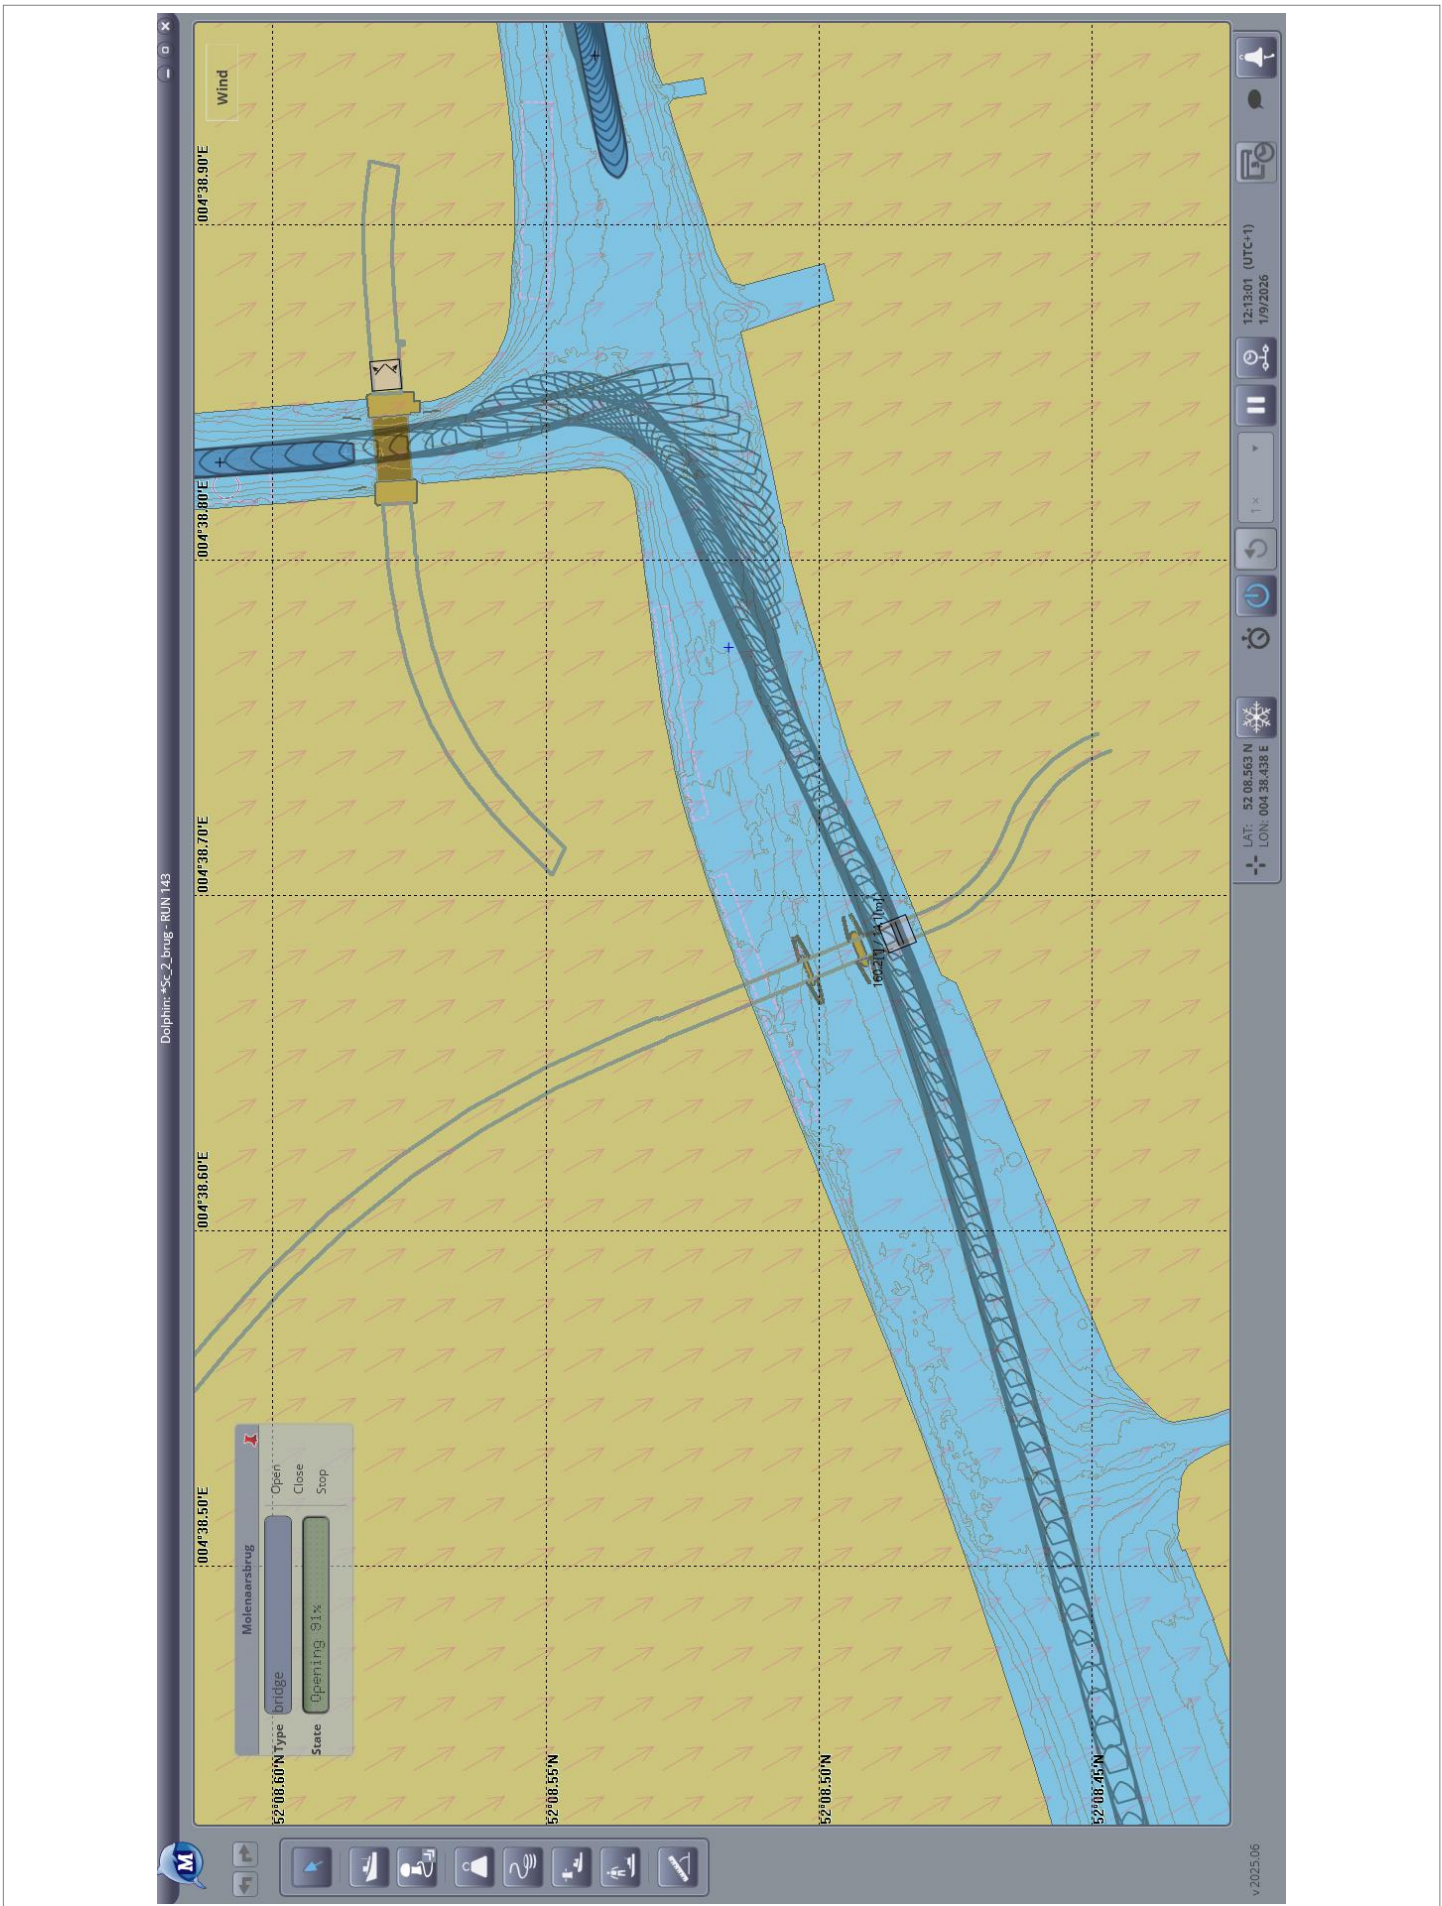 Dolphin: *Sc_2_brug - RUN 143
Wind
004°38.50'E
004°38.60'E
004°38.70'E
004°38.80'E
004°38.90'E
Molenaarsbrug
Type bridge
Open
Close
State Opening 91%
Stop
52°08.60'N
52°08.55'N
52°08.50'N
52°08.45'N
v 2025.06
LAT: 52 08.563 N
LON: 004 38.438 E
1×
12:13:01 (UTC+1)
1/9/2026
M